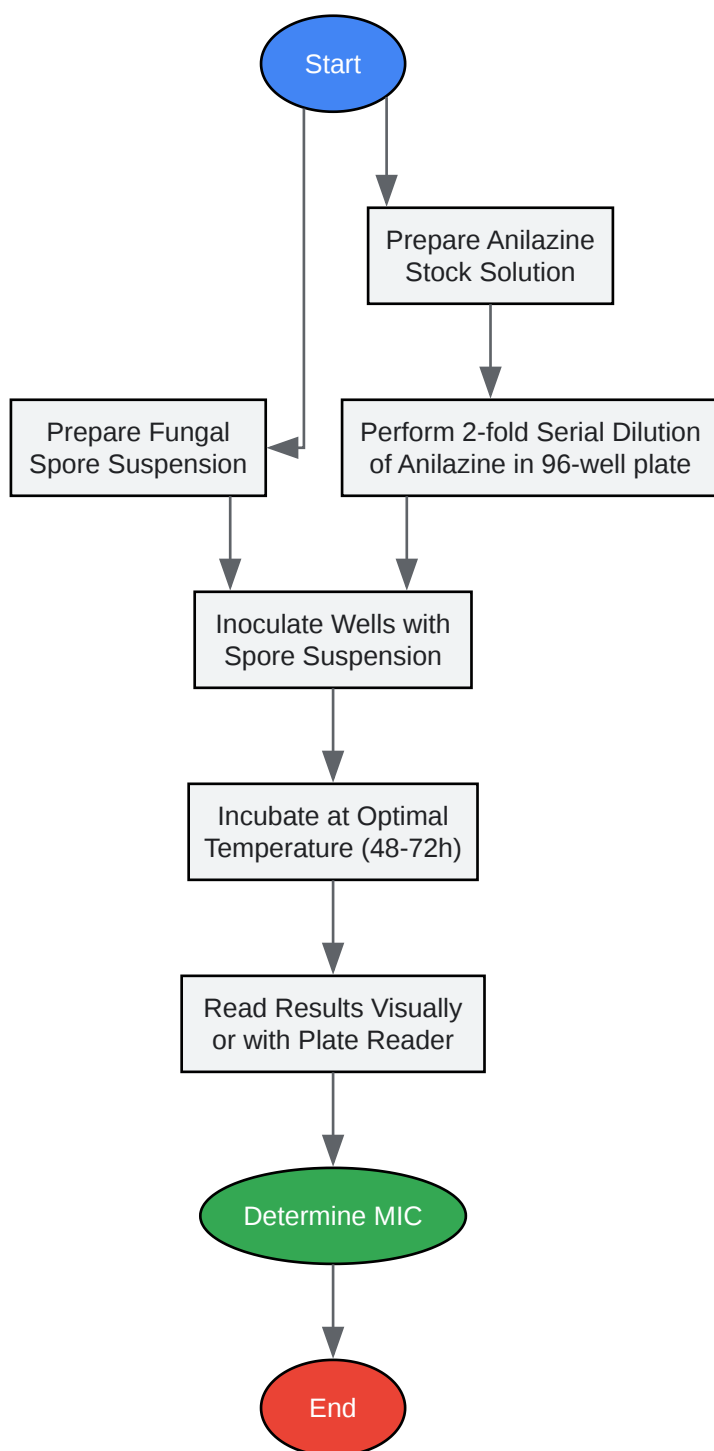 Start
Prepare Anilazine
Stock Solution
Prepare Fungal
Spore Suspension
Perform 2-fold Serial Dilution
of Anilazine in 96-well plate
Inoculate Wells with
Spore Suspension
Incubate at Optimal
Temperature (48-72h)
Read Results Visually
or with Plate Reader
Determine MIC
End